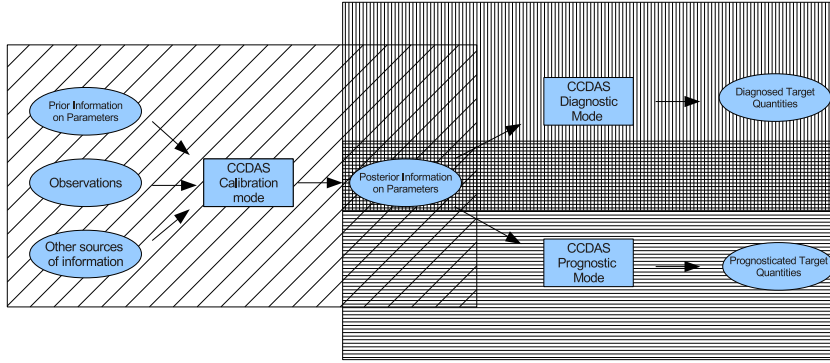 Prior Information
on Parameters
Observations
Other sources
of information
CCDAS
Calibration
mode
Posterior Information
on Parameters
CCDAS
Diagnostic
Mode
Diagnosed Target
Quantities
CCDAS
Prognostic
Mode
Prognosticated Target
Quantities